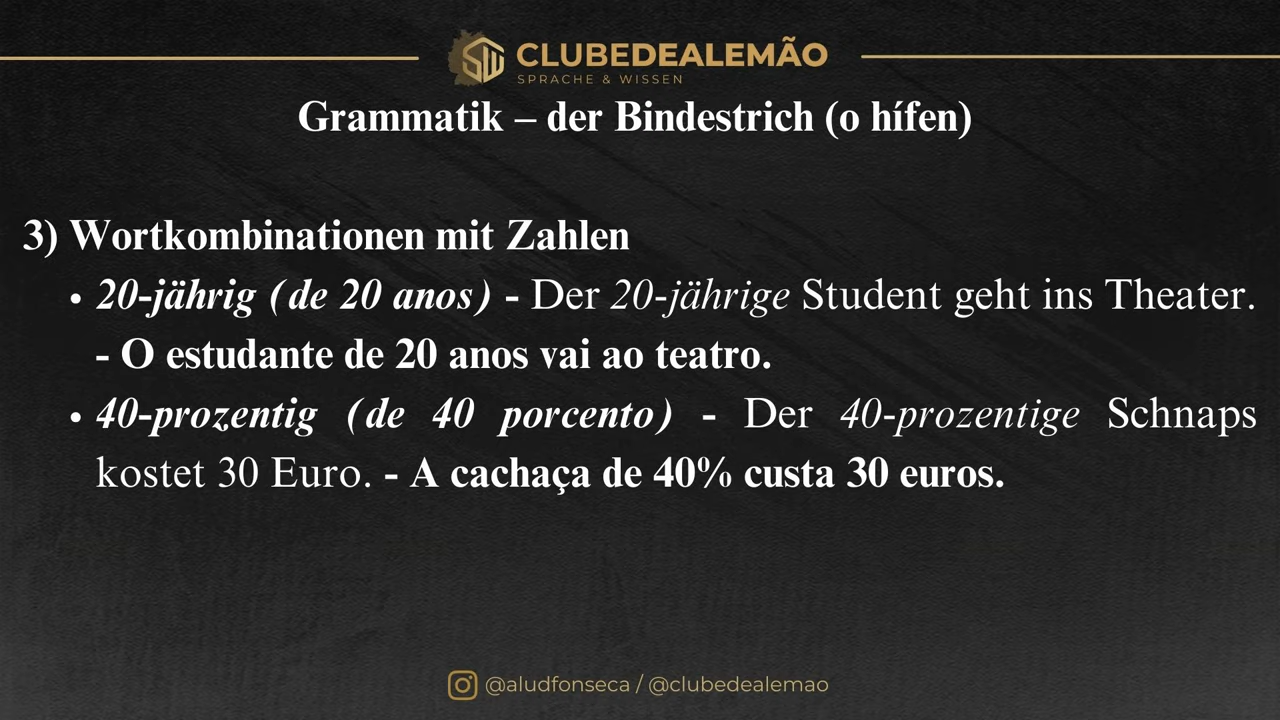 CLUBEDEALEMÃO
SPRACHE & WISSEN
Grammatik – der Bindestrich (o hífen)
3) Wortkombinationen mit Zahlen
• 20-jährig (de 20 anos) - Der 20-jährige Student geht ins Theater.
- O estudante de 20 anos vai ao teatro.
• 40-prozentig (de 40 porcento) - Der 40-prozentige Schnaps
kostet 30 Euro. - A cachaça de 40% custa 30 euros.
@aludfonseca / @clubedealemao